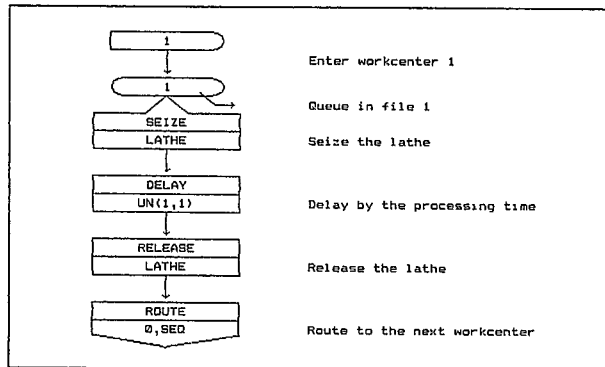 1
Enter workcenter 1
1
Queue in file 1
SEIZE
LATHE
Seize the lathe
DELAY
UN(1,1)
Delay by the processing time
RELEASE
LATHE
Release the lathe
ROUTE
0,SEQ
Route to the next workcenter